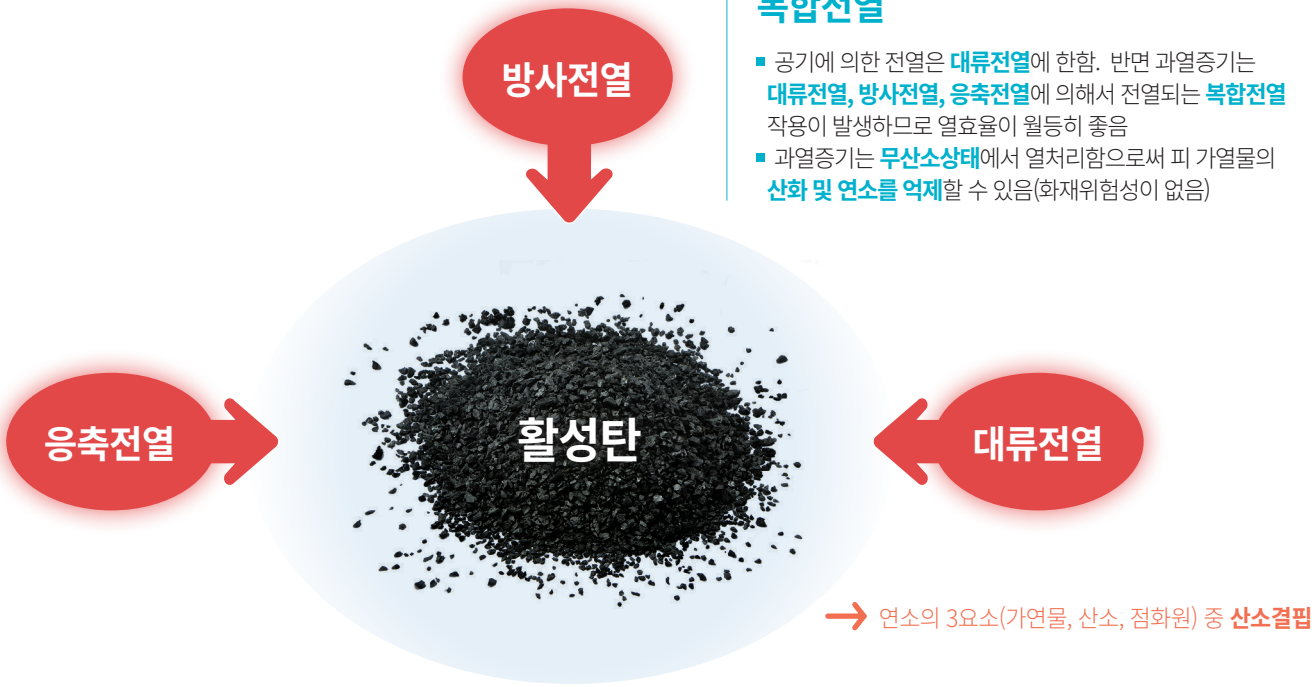 복합전열
■ 공기에 의한 전열은 대류전열에 한함. 반면 과열증기는
대류전열, 방사전열, 응축전열에 의해서 전열되는 복합전열
작용이 발생하므로 열효율이 월등히 좋음
■ 과열증기는 무산소상태에서 열처리함으로써 피 가열물의
산화 및 연소를 억제할 수 있음(화재위험성이 없음)
방사전열
응축전열
활성탄
대류전열
→ 연소의 3요소(가연물, 산소, 점화원) 중 산소결핍